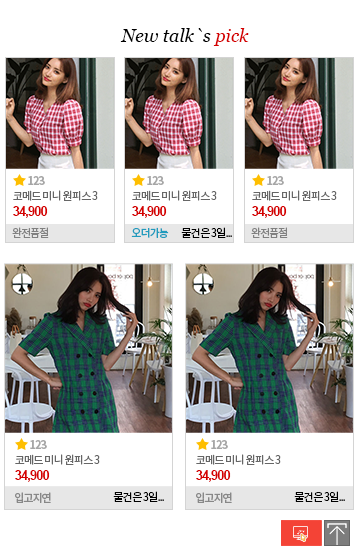 New talk`s pick
123
코메드 미니 원피스 3
34,900
완전품절
123
코메드 미니 원피스 3
34,900
오더가능 물건은 3일...
123
코메드 미니 원피스 3
34,900
완전품절
123
코메드 미니 원피스 3
34,900
입고지연 물건은 3일...
123
코메드 미니 원피스 3
34,900
입고지연 물건은 3일...